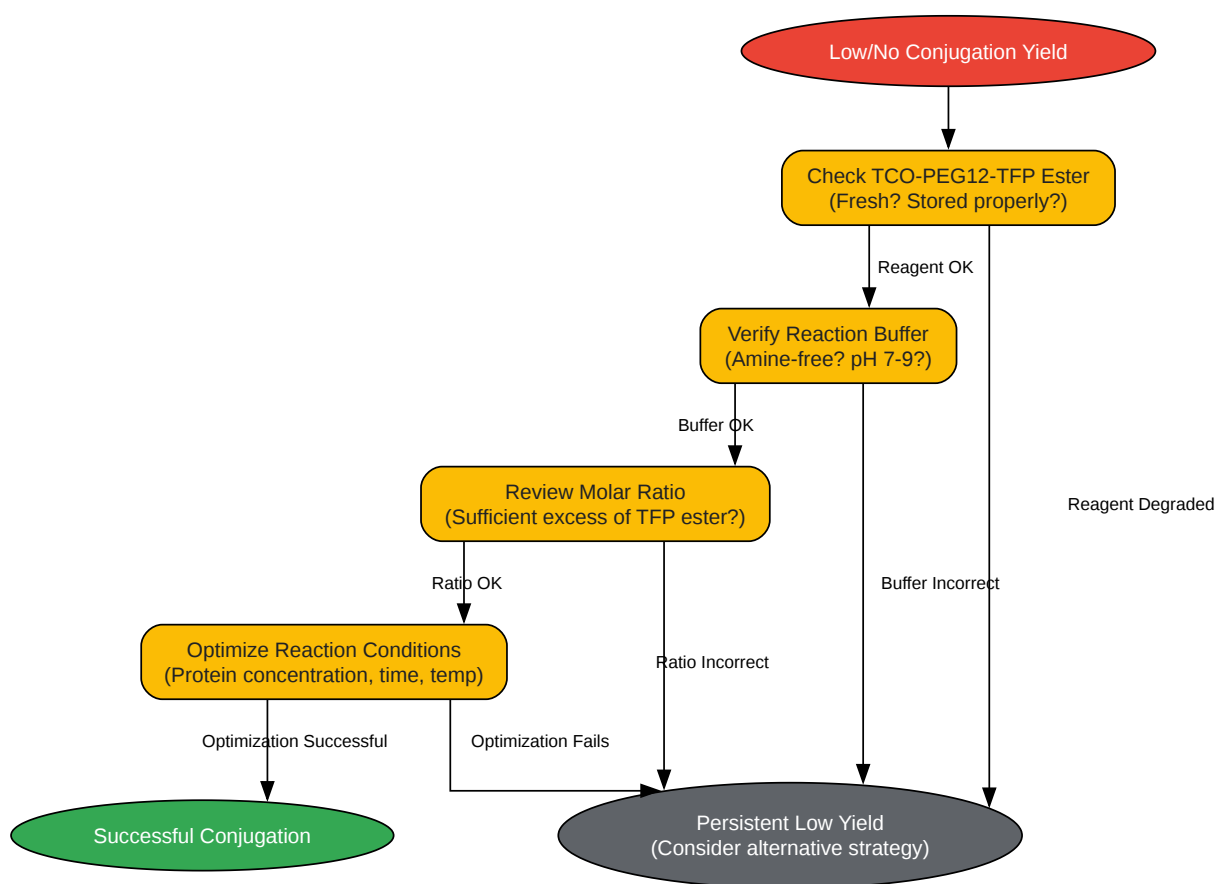 Low/No Conjugation Yield
Check TCO-PEG12-TFP Ester
(Fresh? Stored properly?)
Reagent OK
Verify Reaction Buffer
(Amine-free? pH 7-9?)
Buffer OK
Review Molar Ratio
(Sufficient excess of TFP ester?)
Reagent Degraded
Ratio OK
Buffer Incorrect
Optimize Reaction Conditions
(Protein concentration, time, temp)
Ratio Incorrect
Optimization Successful
Optimization Fails
Successful Conjugation
Persistent Low Yield
(Consider alternative strategy)